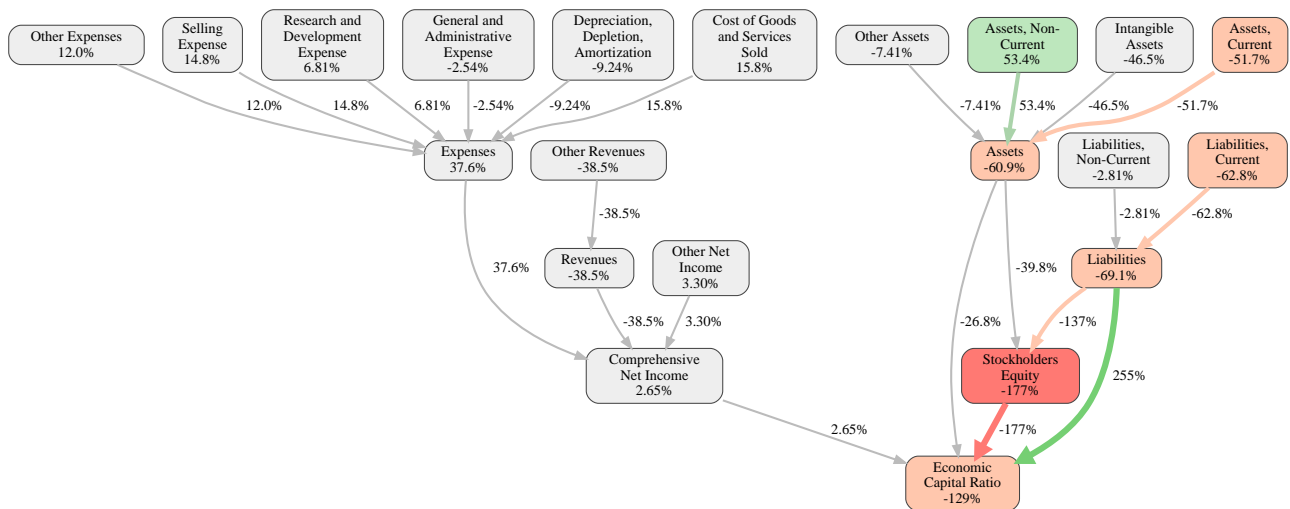 Other Expenses
12.0%
Selling
Expense
14.8%
Research and
Development
Expense
6.81%
General and
Administrative
Expense
-2.54%
Depreciation,
Depletion,
Amortization
-9.24%
Cost of Goods
and Services
Sold
15.8%
Other Assets
-7.41%
Assets, Non-
Current
53.4%
Intangible
Assets
-46.5%
Assets,
Current
-51.7%
12.0%
14.8%
6.81%
-2.54%
-9.24%
15.8%
-7.41%
53.4%
-46.5%
-51.7%
Expenses
37.6%
Other Revenues
-38.5%
Assets
-60.9%
Liabilities,
Non-Current
-2.81%
Liabilities,
Current
-62.8%
-38.5%
-2.81%
-62.8%
37.6%
Revenues
-38.5%
Other Net
Income
3.30%
-39.8%
Liabilities
-69.1%
-38.5%
3.30%
-26.8%
-137%
Comprehensive
Net Income
2.65%
Stockholders
Equity
-177%
255%
2.65%
-177%
Economic
Capital Ratio
-129%